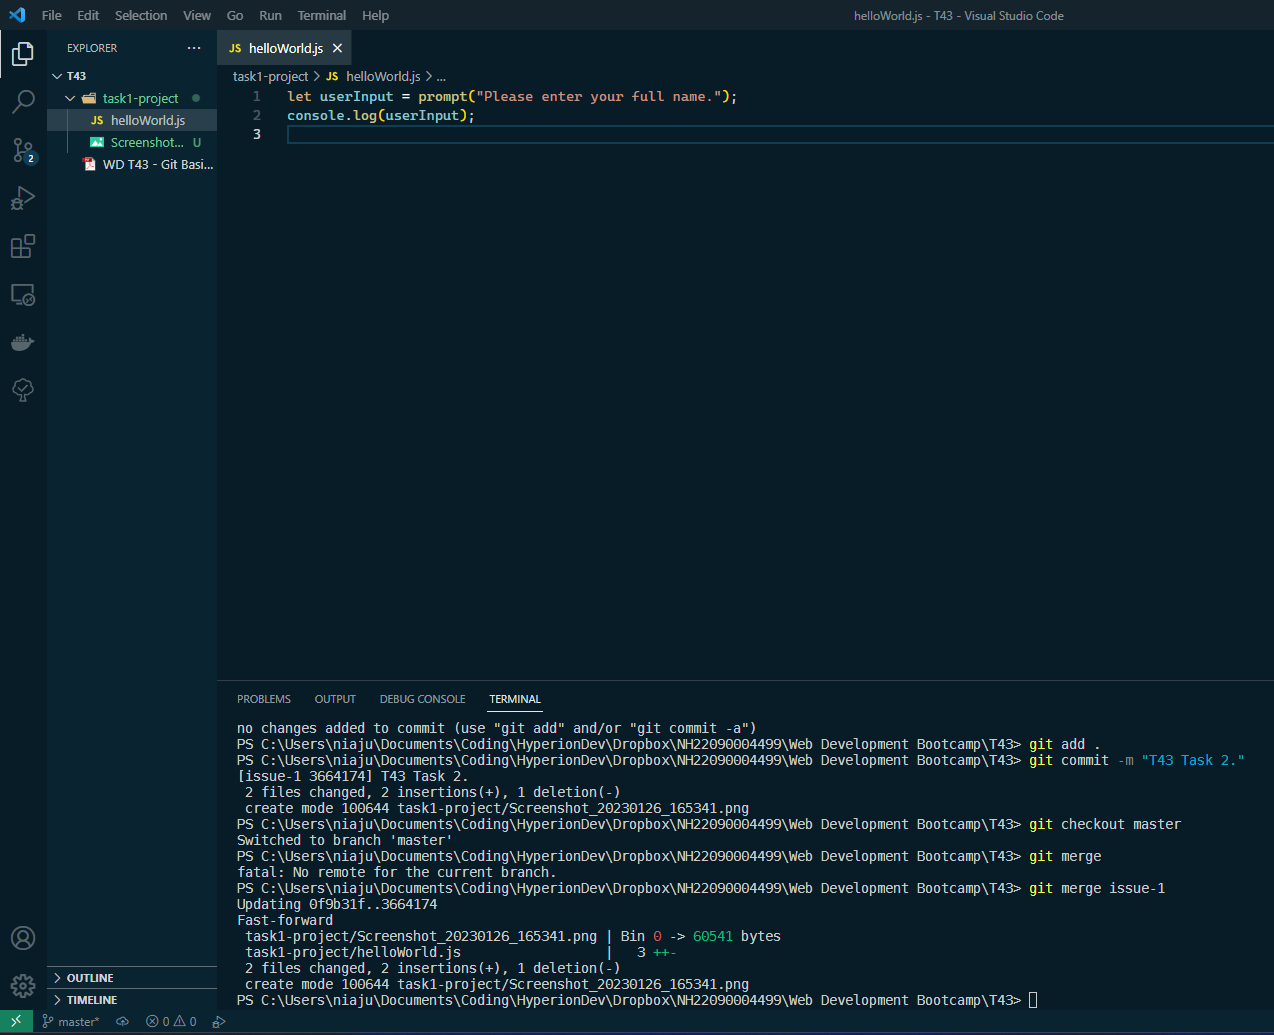 File Edit Selection View Go Run Terminal Help
helloWorld.js - T43 - Visual Studio Code
EXPLORER ...
T43
task1-project
JS helloWorld.js
Screenshot... U
WD T43 - Git Basi...
2
JS helloWorld.js
task1-project > JS helloWorld.js > ...
1 let userInput = prompt("Please enter your full name.");
2 console.log(userInput);
3
PROBLEMS OUTPUT DEBUG CONSOLE TERMINAL
no changes added to commit (use "git add" and/or "git commit -a")
PS C:\Users\niaju\Documents\Coding\HyperionDev\Dropbox\NH22090004499\Web Development Bootcamp\T43> git add .
PS C:\Users\niaju\Documents\Coding\HyperionDev\Dropbox\NH22090004499\Web Development Bootcamp\T43> git commit -m "T43 Task 2."
[issue-1 3664174] T43 Task 2.
2 files changed, 2 insertions(+), 1 deletion(-)
create mode 100644 task1-project/Screenshot_20230126_165341.png
PS C:\Users\niaju\Documents\Coding\HyperionDev\Dropbox\NH22090004499\Web Development Bootcamp\T43> git checkout master
Switched to branch 'master'
PS C:\Users\niaju\Documents\Coding\HyperionDev\Dropbox\NH22090004499\Web Development Bootcamp\T43> git merge
fatal: No remote for the current branch.
PS C:\Users\niaju\Documents\Coding\HyperionDev\Dropbox\NH22090004499\Web Development Bootcamp\T43> git merge issue-1
Updating 0f9b31f..3664174
Fast-forward
task1-project/Screenshot_20230126_165341.png | Bin 0 -> 60541 bytes
task1-project/helloWorld.js | 3 ++-
2 files changed, 2 insertions(+), 1 deletion(-)
create mode 100644 task1-project/Screenshot_20230126_165341.png
PS C:\Users\niaju\Documents\Coding\HyperionDev\Dropbox\NH22090004499\Web Development Bootcamp\T43>
OUTLINE
TIMELINE
master* 0 0